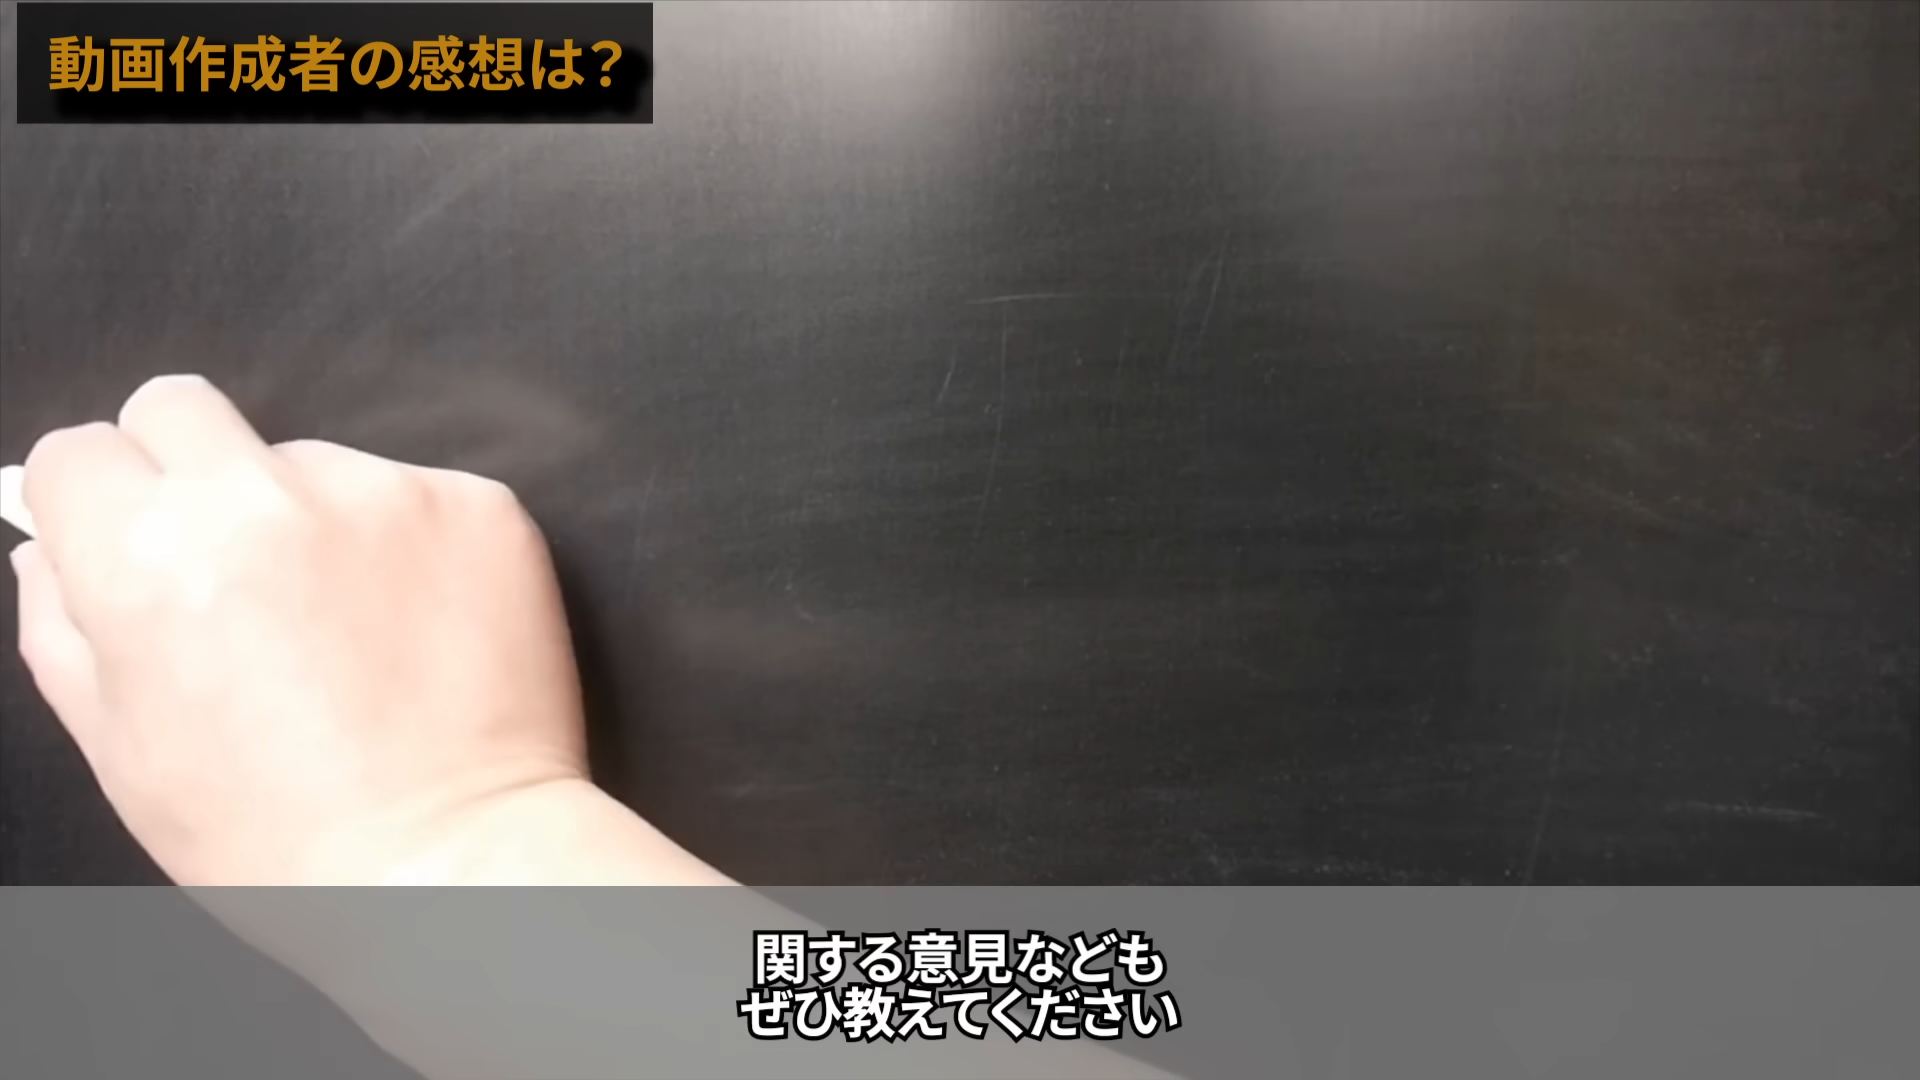 動画作成者の感想は？
関する意見なども
ぜひ教えてください